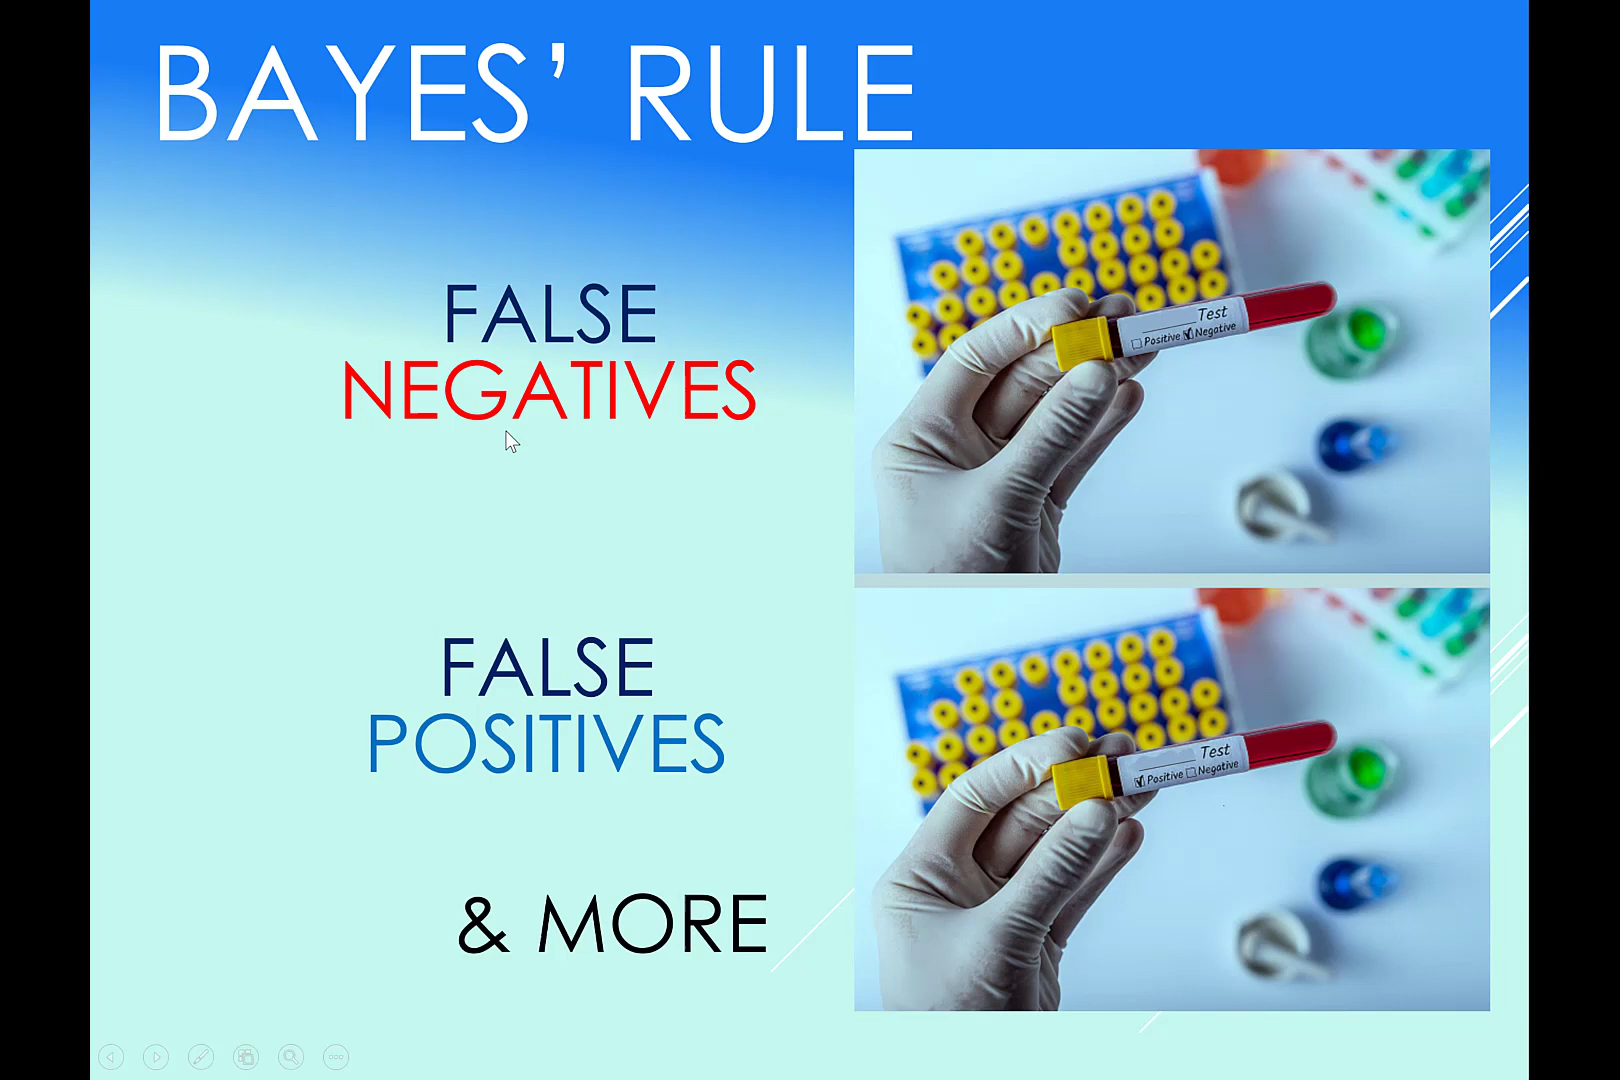 BAYES’ RULE
FALSE
NEGATIVES
Test
Positive Negative
FALSE
POSITIVES
Test
Positive Negative
& MORE